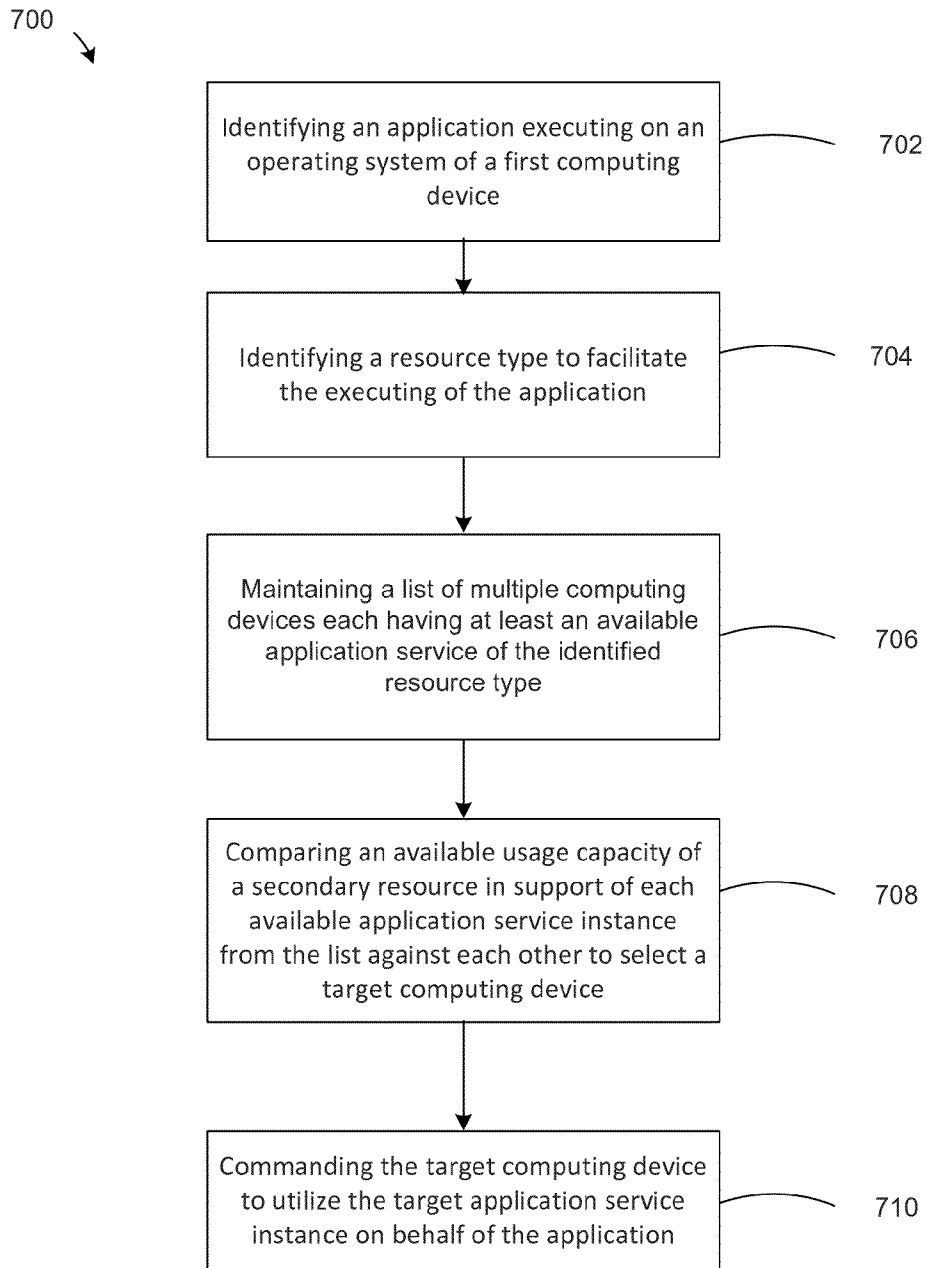 700
Identifying an application executing on an
operating system of a first computing
device
702
Identifying a resource type to facilitate
the executing of the application
704
Maintaining a list of multiple computing
devices each having at least an available
application service of the identified
resource type
706
Comparing an available usage capacity of
a secondary resource in support of each
available application service instance
from the list against each other to select a
target computing device
708
Commanding the target computing device
to utilize the target application service
instance on behalf of the application
710